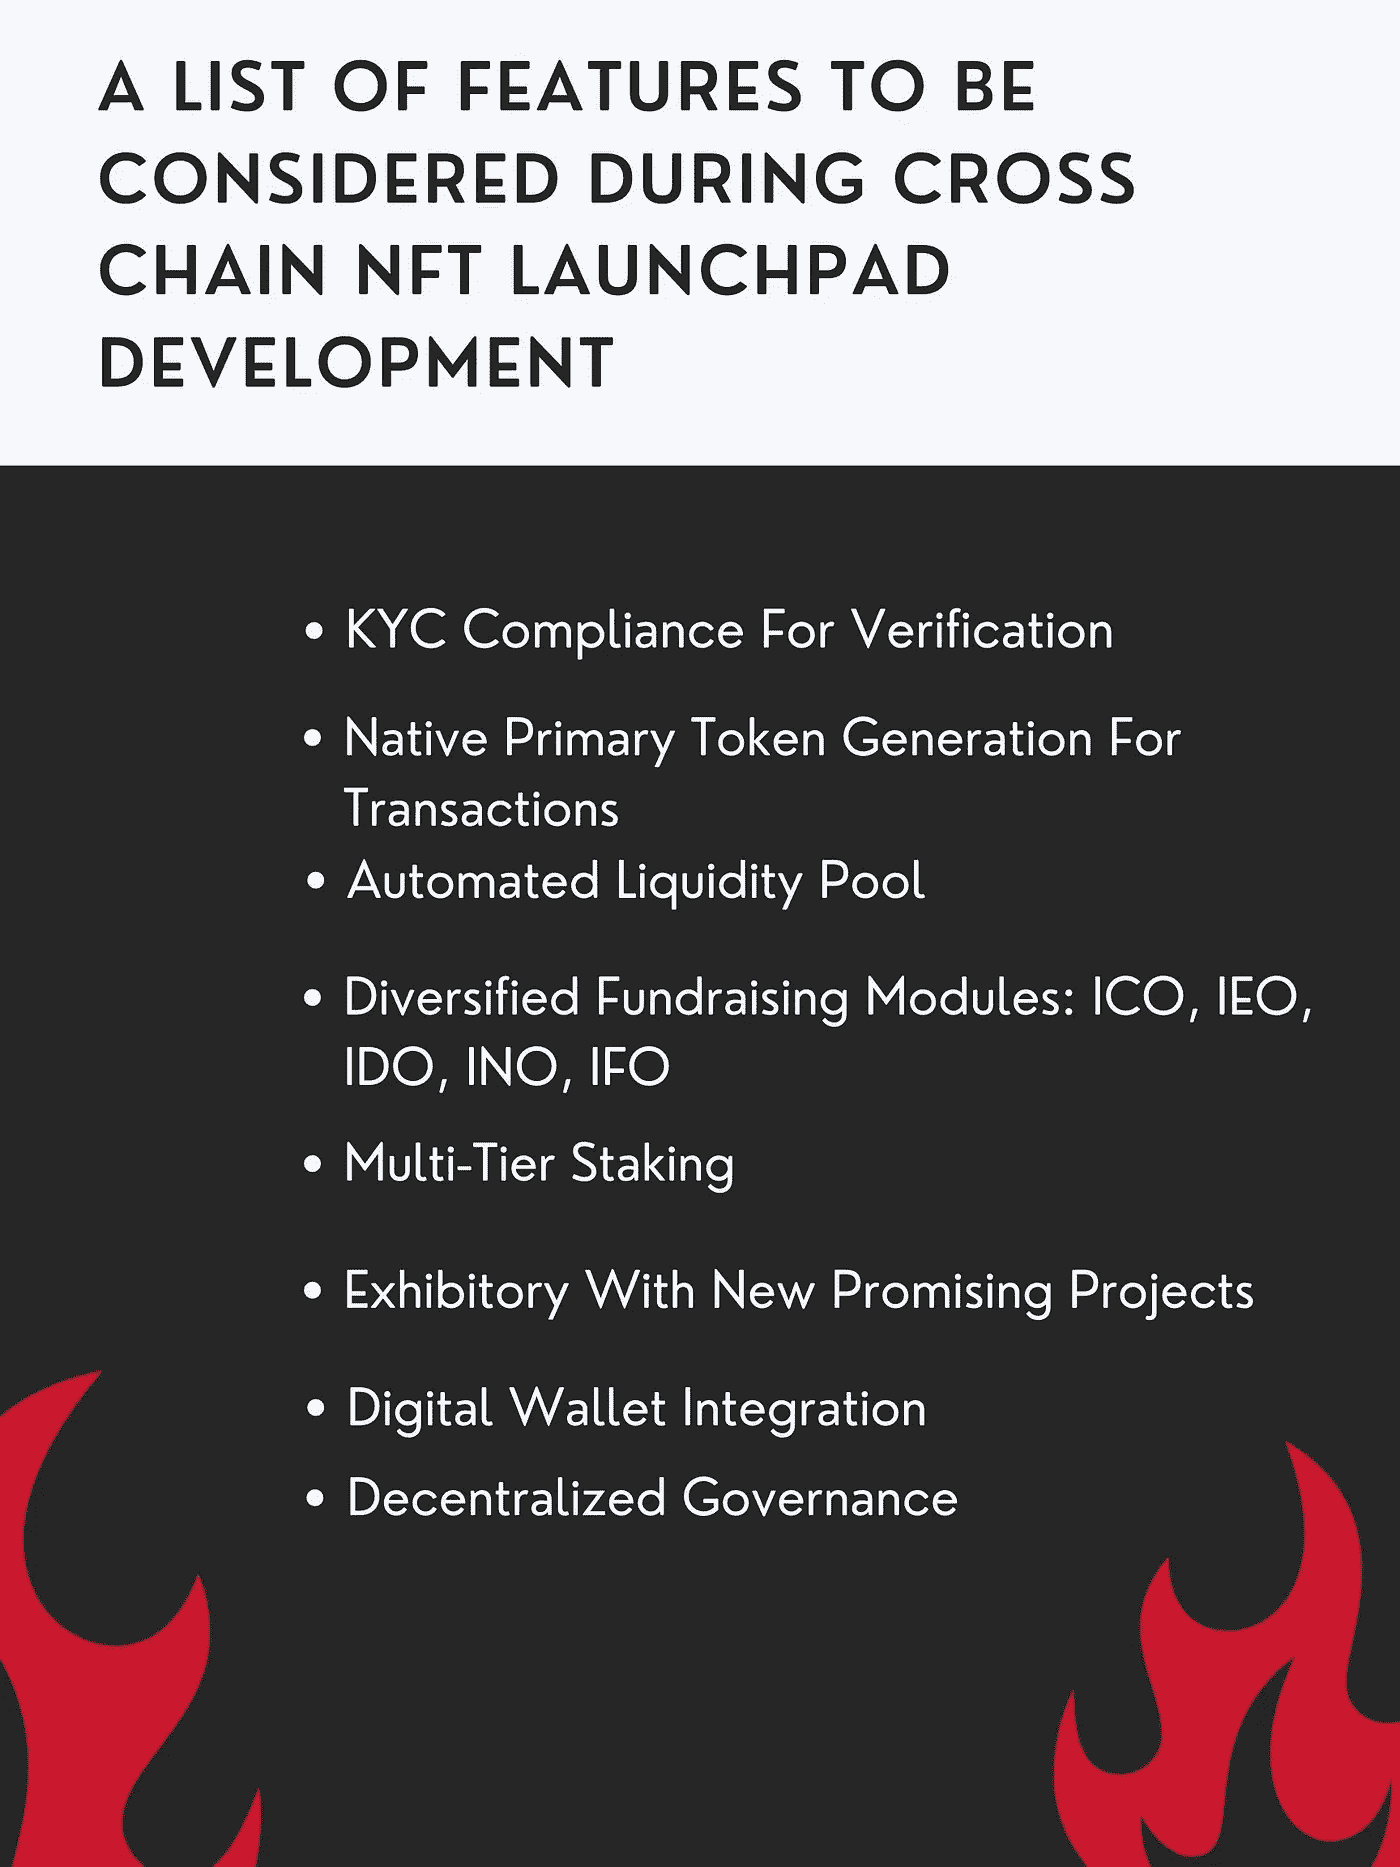 A LIST OF FEATURES TO BE
CONSIDERED DURING CROSS
CHAIN NFT LAUNCHPAD
DEVELOPMENT
• KYC Compliance For Verification
• Native Primary Token Generation For
Transactions
• Automated Liquidity Pool
• Diversified Fundraising Modules: ICO, IEO,
IDO, INO, IFO
• Multi-Tier Staking
• Exhibitory With New Promising Projects
• Digital Wallet Integration
• Decentralized Governance